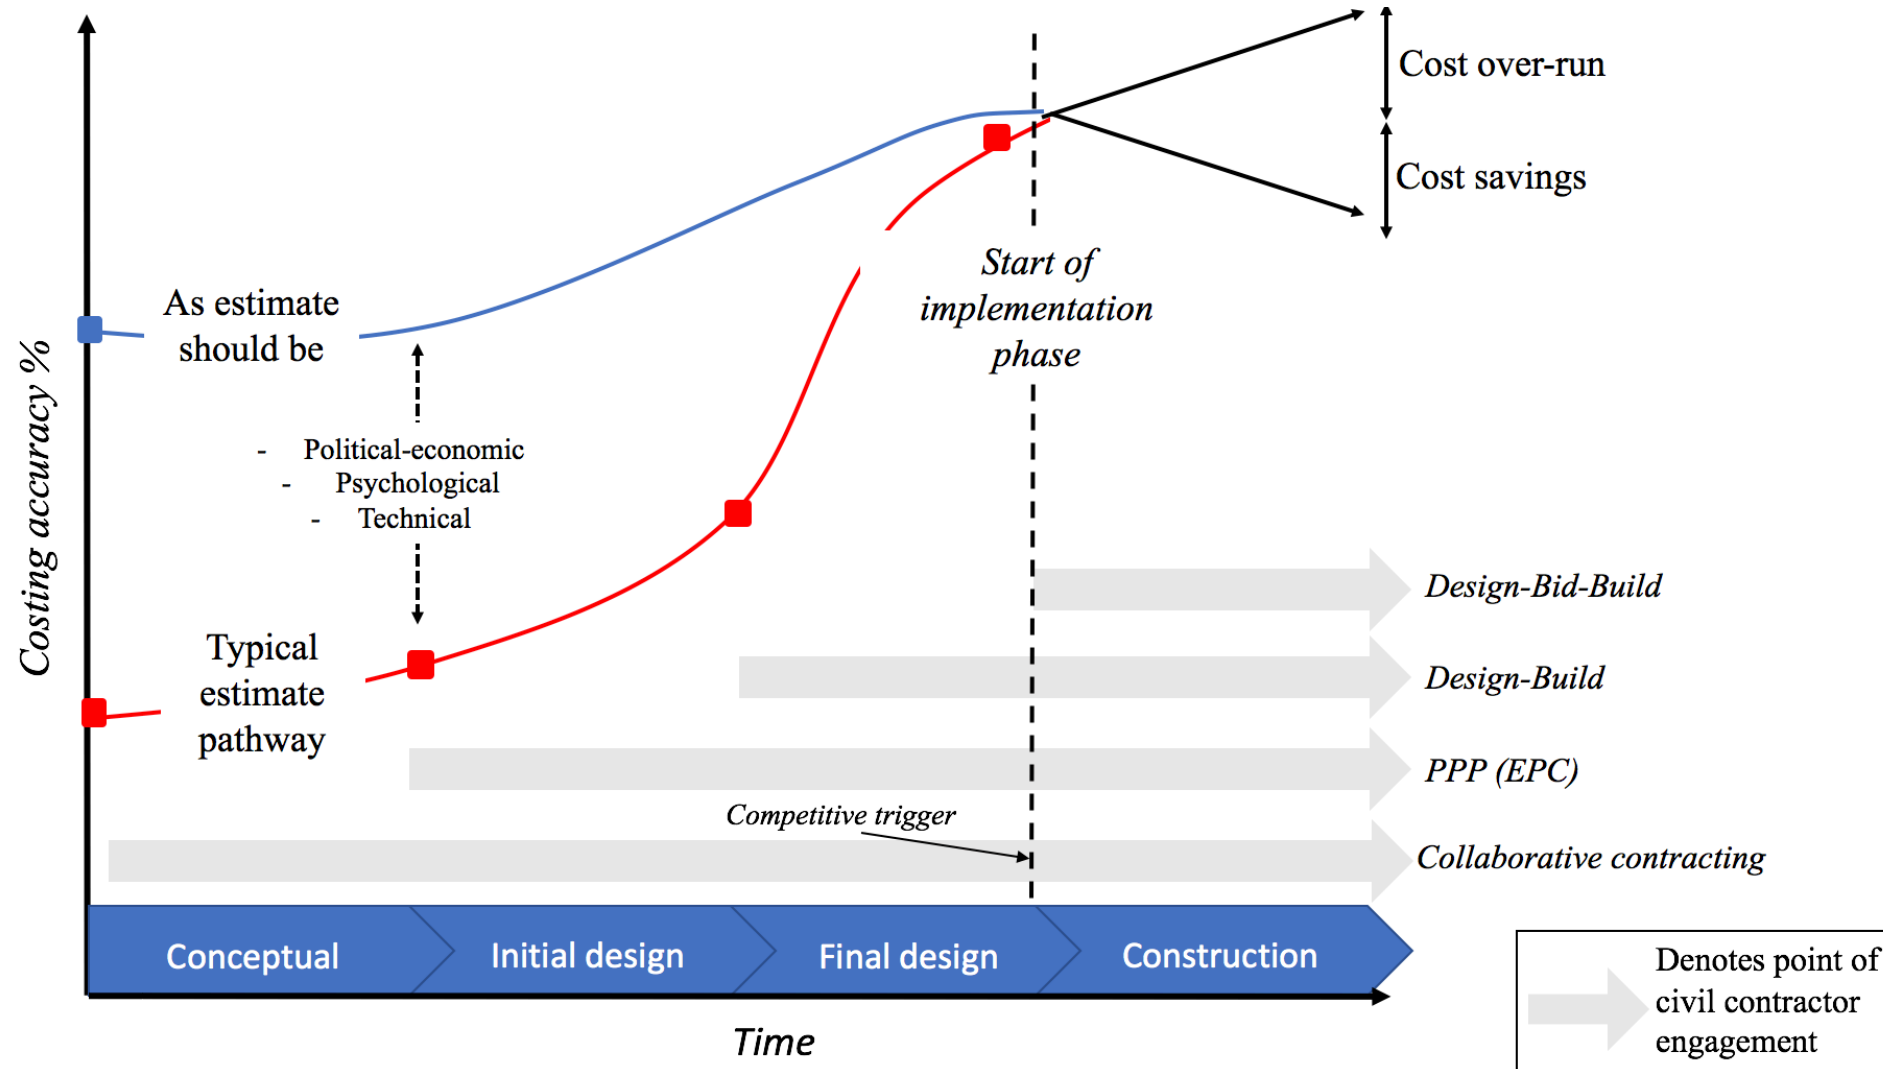 Cost over-run
Cost savings
Start of
implementation
phase
As estimate
should be
Costing accuracy %
- Political-economic
- Psychological
- Technical
Typical
estimate
pathway
Design-Bid-Build
Design-Build
PPP (EPC)
Competitive trigger
Collaborative contracting
Conceptual
Initial design
Final design
Construction
Time
Denotes point of
civil contractor
engagement